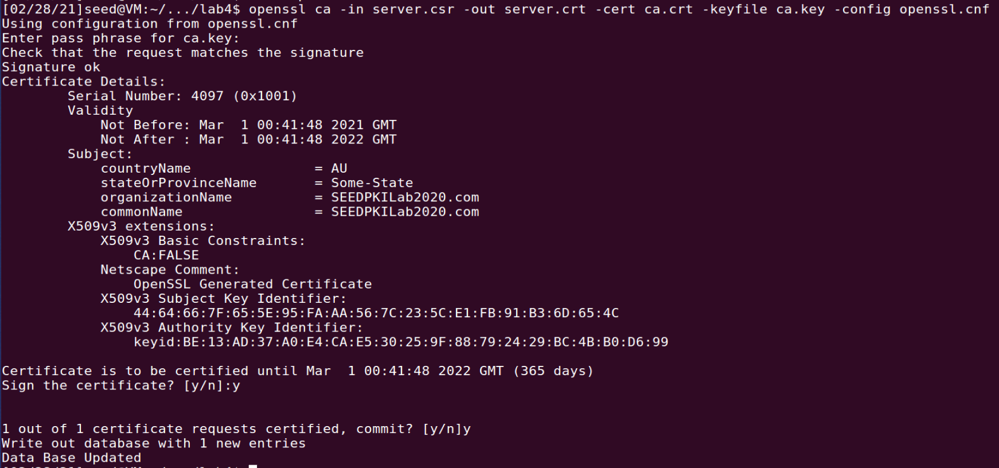 [02/28/21]seed@VM:~/.../lab4$ openssl ca -in server.csr -out server.crt -cert ca.crt -keyfile ca.key -config openssl.cnf
Using configuration from openssl.cnf
Enter pass phrase for ca.key:
Check that the request matches the signature
Signature ok
Certificate Details:
        Serial Number: 4097 (0x1001)
        Validity
            Not Before: Mar  1 00:41:48 2021 GMT
            Not After : Mar  1 00:41:48 2022 GMT
        Subject:
            countryName               = AU
            stateOrProvinceName       = Some-State
            organizationName          = SEEDPKILab2020.com
            commonName                = SEEDPKILab2020.com
        X509v3 extensions:
            X509v3 Basic Constraints:
                CA:FALSE
            Netscape Comment:
                OpenSSL Generated Certificate
            X509v3 Subject Key Identifier:
                44:64:66:7F:65:5E:95:FA:AA:56:7C:23:5C:E1:FB:91:B3:6D:65:4C
            X509v3 Authority Key Identifier:
                keyid:BE:13:AD:37:A0:E4:CA:E5:30:25:9F:88:79:24:29:BC:4B:B0:D6:99

Certificate is to be certified until Mar  1 00:41:48 2022 GMT (365 days)
Sign the certificate? [y/n]:y


1 out of 1 certificate requests certified, commit? [y/n]y
Write out database with 1 new entries
Data Base Updated